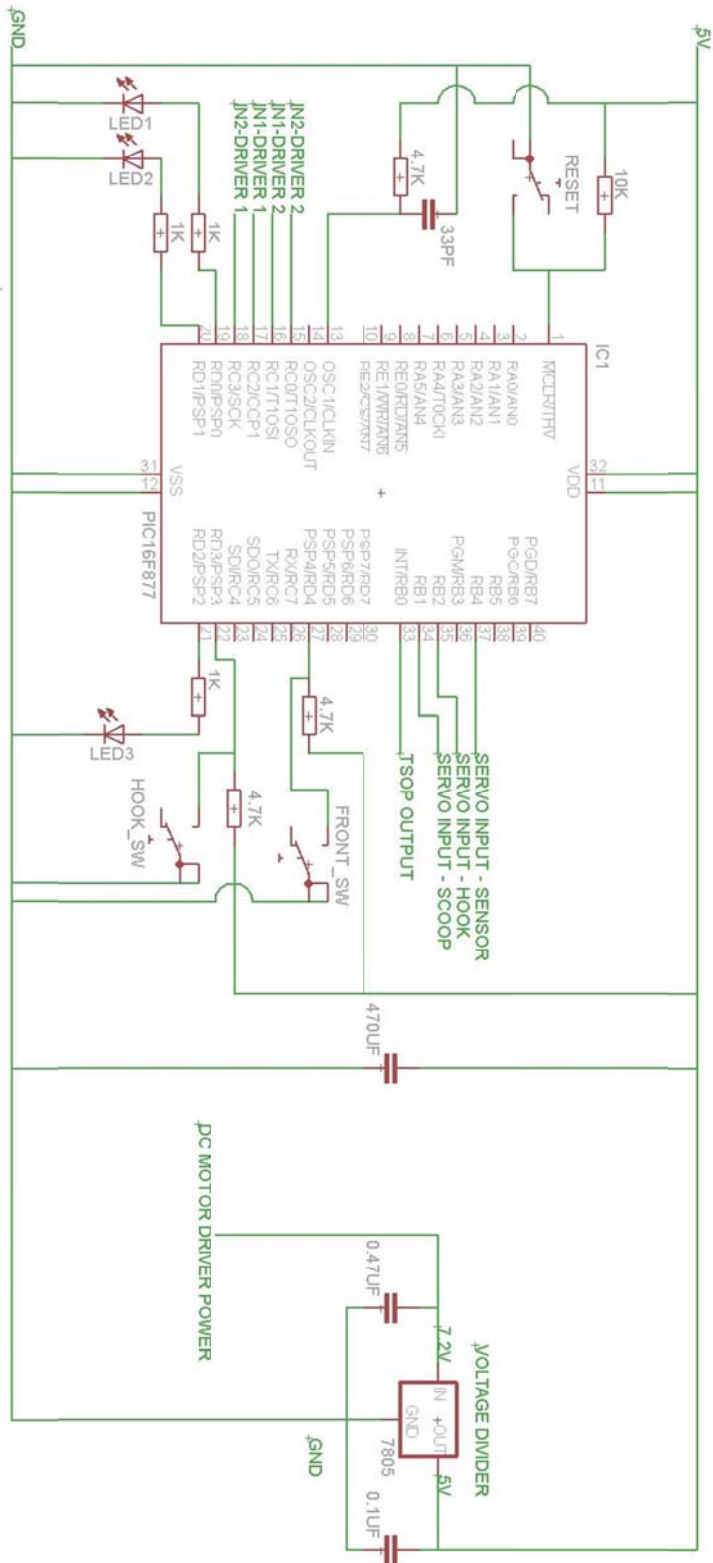 5V
10K
RESET
4.7K
33PF
IN2-DRIVER 2
IN1-DRIVER 2
IN1-DRIVER 1
IN2-DRIVER 1
1K
1K
LED1
LED2
GND
IC1
32
11
VDD
1 MCLR/THV
2 RA0/AN0
3 RA1/AN1
4 RA2/AN2
5 RA3/AN3
6 RA4/T0CKI
7 RA5/AN4
8 RE0/RD/AN5
9 RE1/WR/AN6
10 RE2/CS/AN7
13 OSC1/CLKIN
14 OSC2/CLKOUT
15 RC0/T1OSO
16 RC1/T1OSI
17 RC2/CCP1
18 RC3/SCK
19 RD0/PSP0
20 RD1/PSP1
PGD/RB7 40
PGC/RB6 39
RB5 38
RB4 37
PGM/RB3 36
RB2 35
RB1 34
INT/RB0 33
PSP7/RD7 30
PSP6/RD6 29
PSP5/RD5 28
PSP4/RD4 27
RX/RC7 26
TX/RC6 25
SDO/RC5 24
SDI/RC4 23
RD3/PSP3 22
RD2/PSP2 21
VSS
31
12
PIC16F877
SERVO INPUT - SENSOR
SERVO INPUT - HOOK
SERVO INPUT - SCOOP
TSOP OUTPUT
4.7K
FRONT_SW
4.7K
1K
HOOK_SW
LED3
470UF
VOLTAGE DIVIDER
7.2V
5V
IN
OUT
GND
7805
0.47UF
0.1UF
GND
DC MOTOR DRIVER POWER